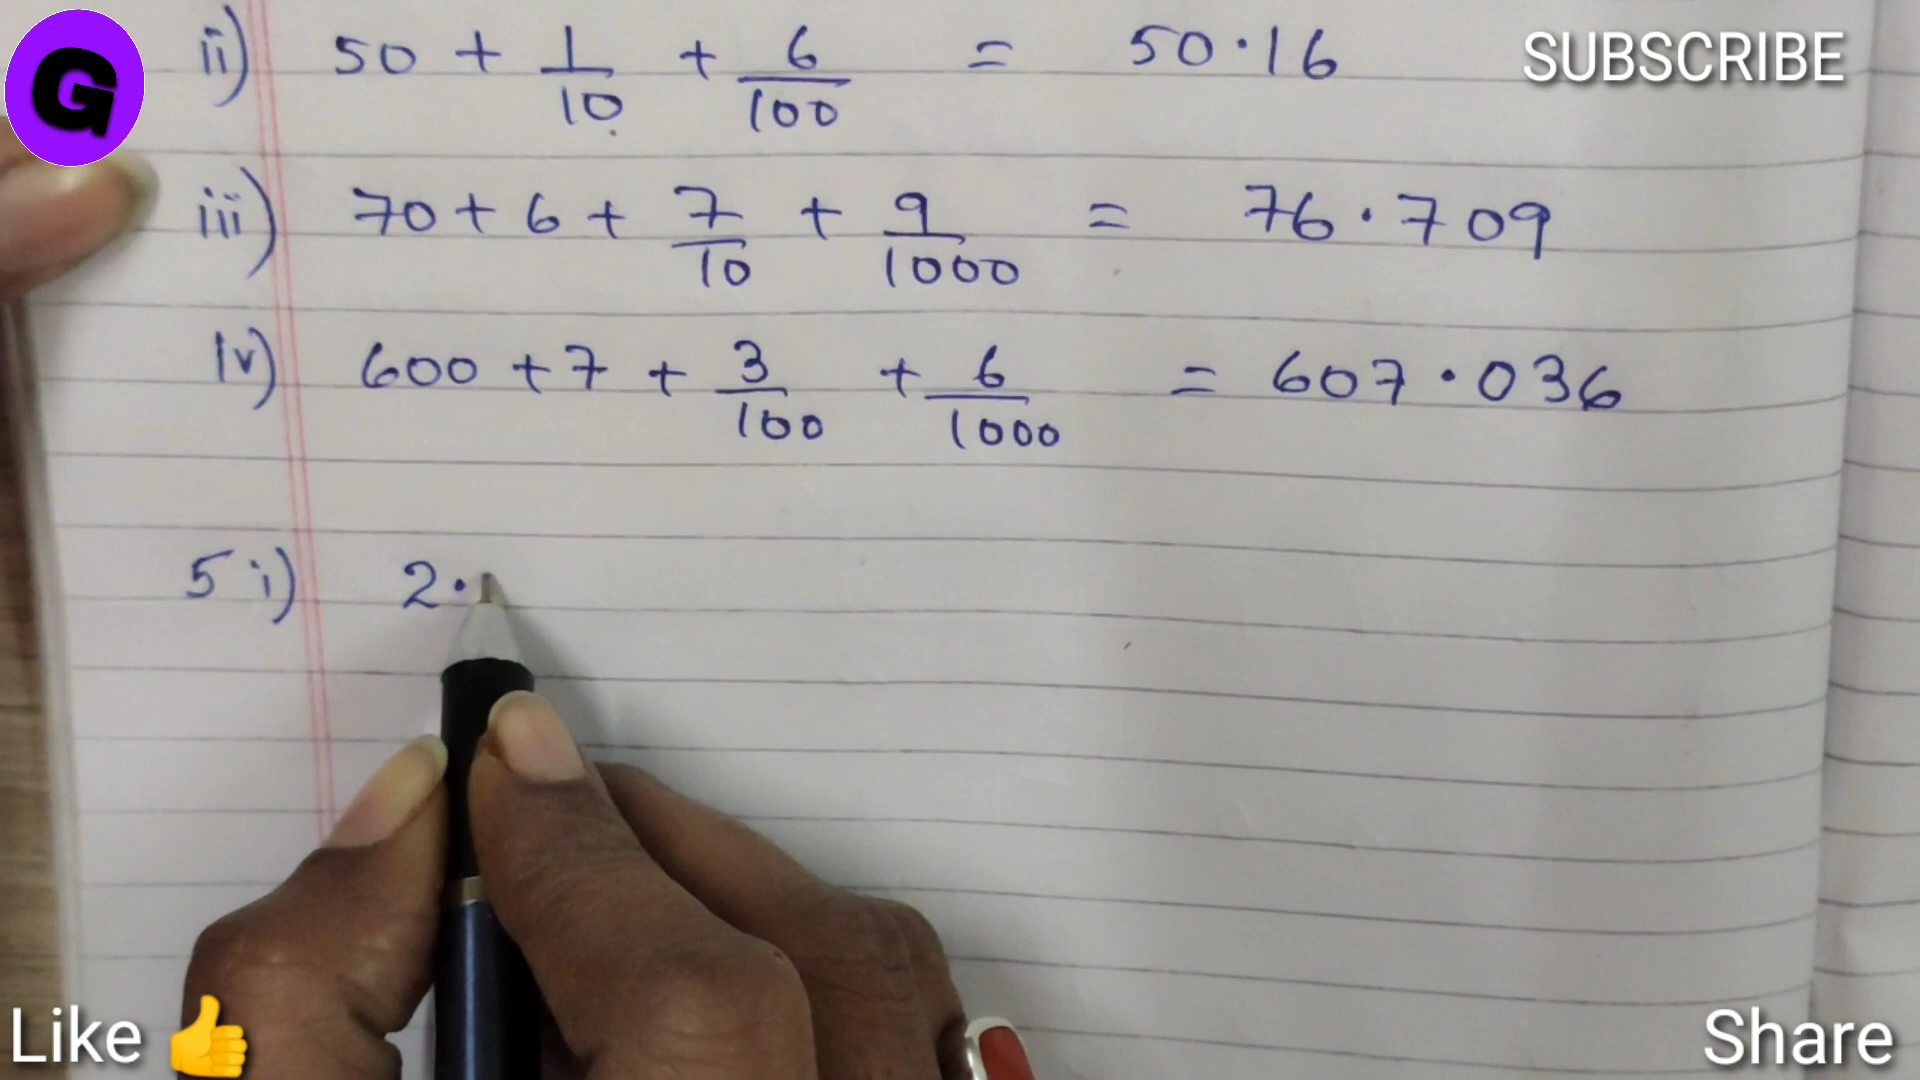 G
SUBSCRIBE
ii) 50 + 1/10 + 6/100 = 50.16
iii) 70 + 6 + 7/10 + 9/1000 = 76.709
iv) 600 + 7 + 3/100 + 6/1000 = 607.036
5 i) 2.
Like 👍
Share